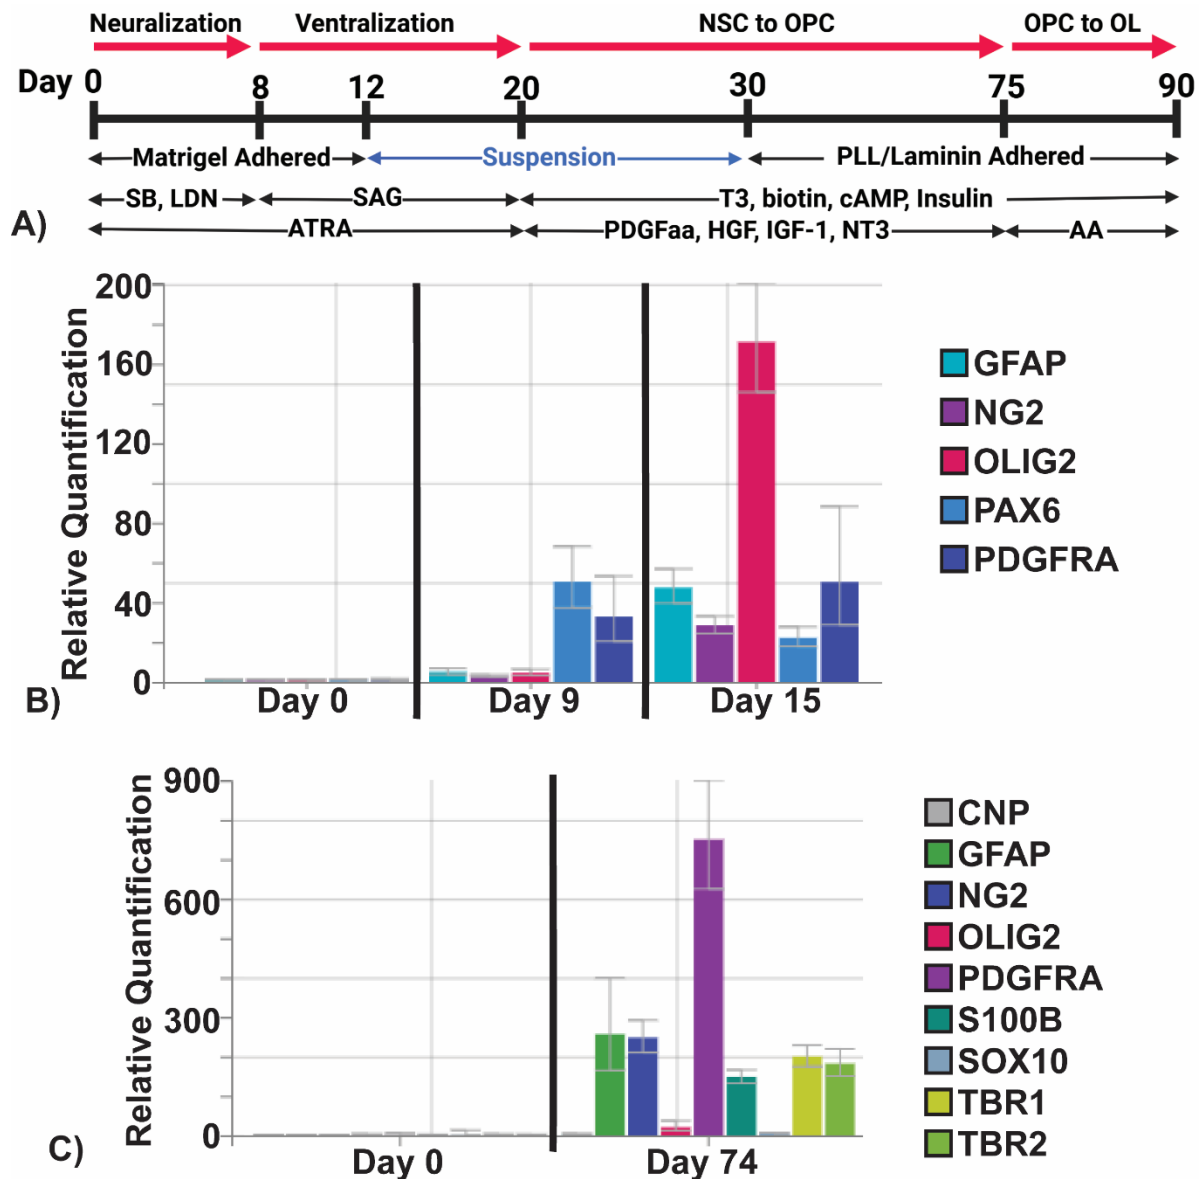 Neuralization Ventralization NSC to OPC OPC to OL
Day 0 8 12 20 30 75 90
Matrigel Adhered Suspension PLL/Laminin Adhered
SB, LDN SAG T3, biotin, cAMP, Insulin
A) ATRA PDGFaa, HGF, IGF-1, NT3 AA
Relative Quantification
200
160
120
80
40
0
Day 0 Day 9 Day 15
B)
GFAP
NG2
OLIG2
PAX6
PDGFRA
Relative Quantification
900
600
300
0
Day 0 Day 74
C)
CNP
GFAP
NG2
OLIG2
PDGFRA
S100B
SOX10
TBR1
TBR2